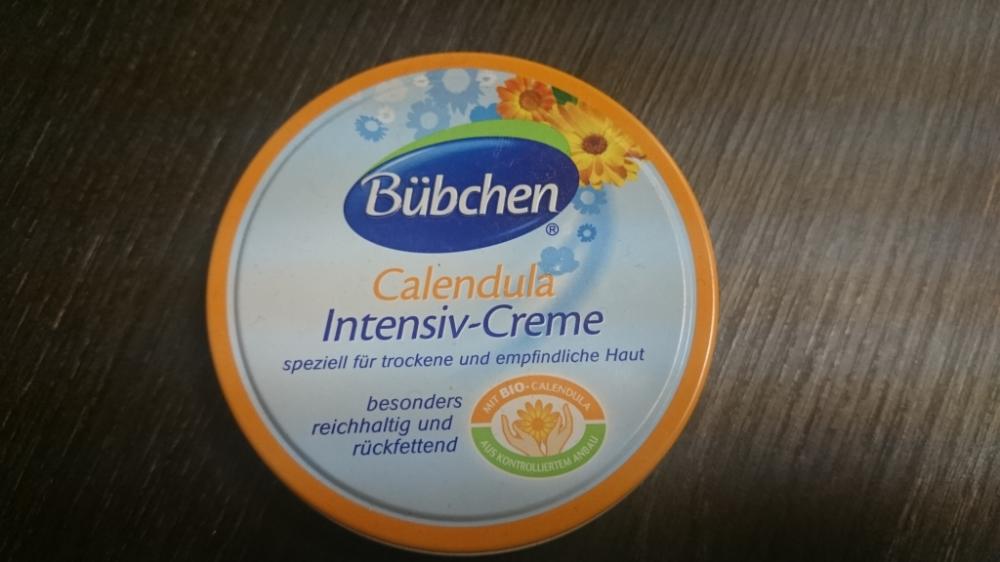 Bübchen
®
Calendula
Intensiv-Creme
speziell für trockene und empfindliche Haut
besonders
reichhaltig und
rückfettend
MIT BIO-CALENDULA
AUS KONTROLLIERTEM ANBAU